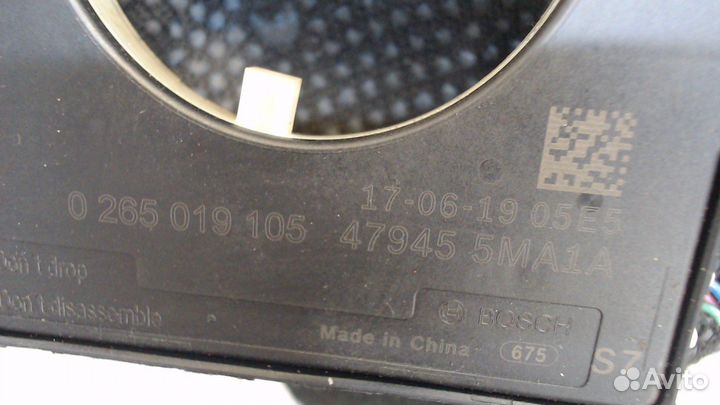 17-06-19 05E5
0 265 019 105 47945 5MA1A
Don't drop
Don't disassemble
BOSCH
Made in China 675
SZ
Avito